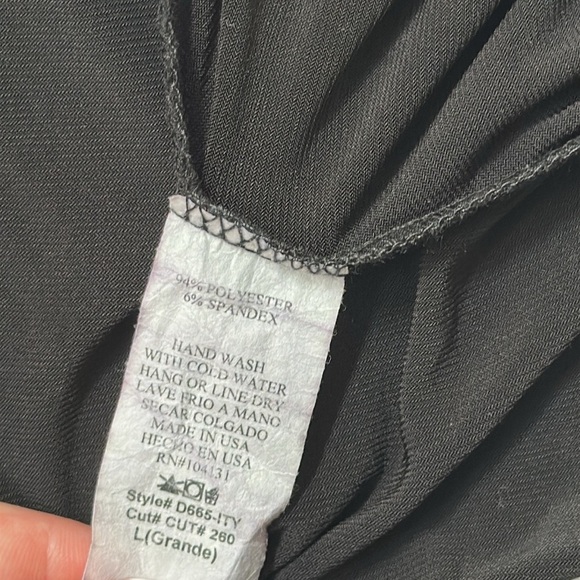 94% POLYESTER
6% SPANDEX
HAND WASH
WITH COLD WATER
HANG OR LINE DRY
LAVE FRIO A MANO
SECAR COLGADO
MADE IN USA
HECHO EN USA
RN#104131
Style# D665-ITY
Cut# CUT# 260
L(Grande)